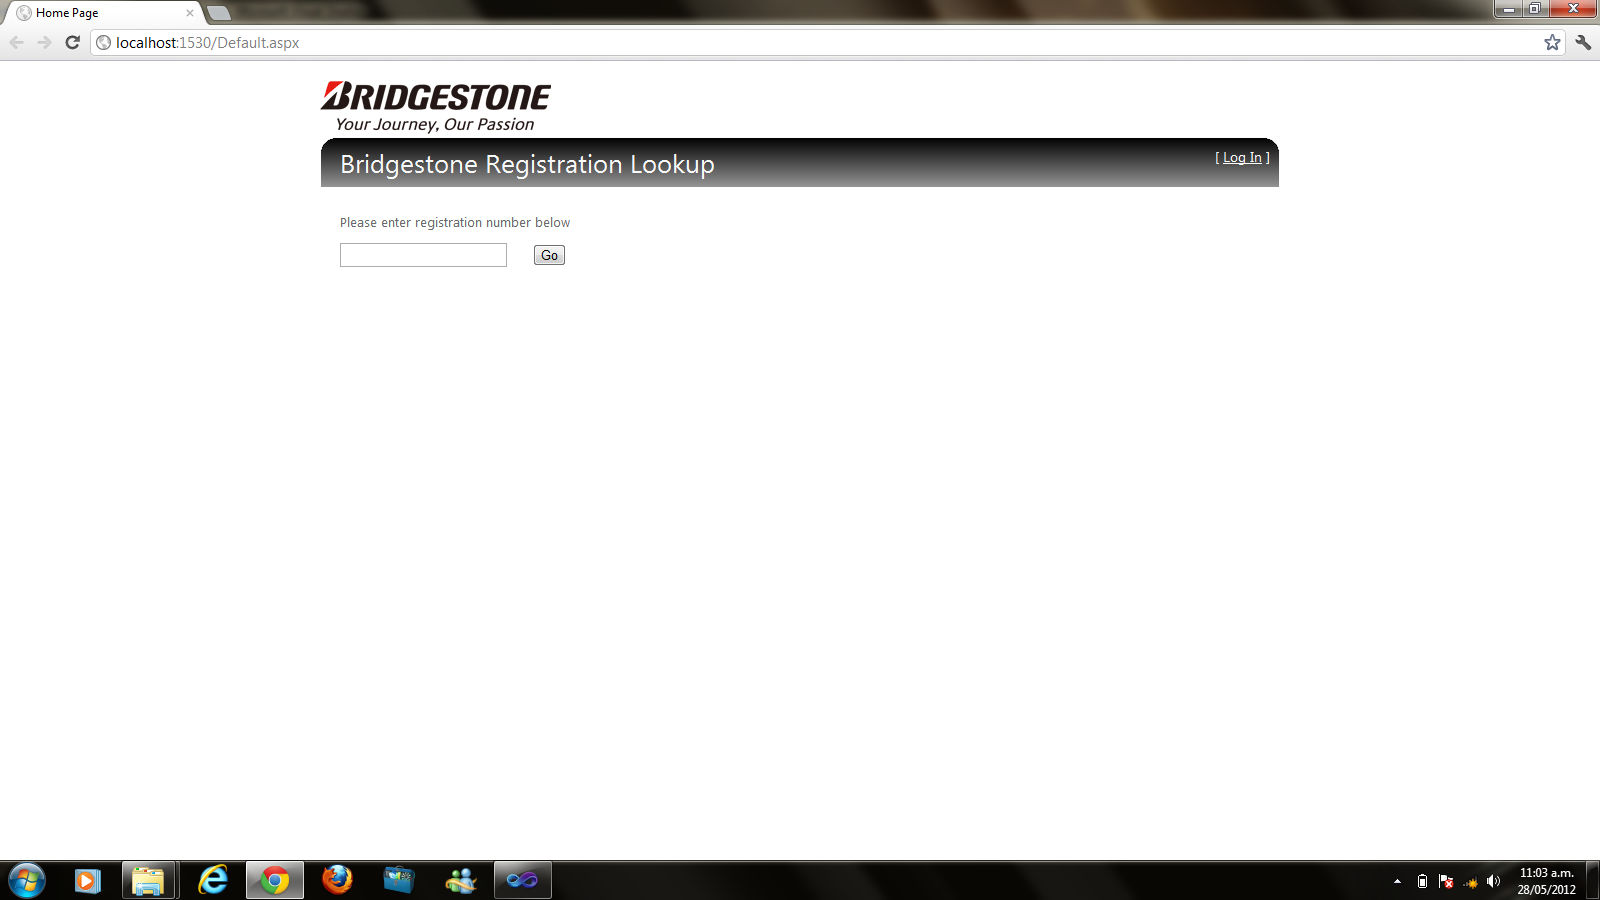 Home Page
localhost:1530/Default.aspx
BRIDGESTONE
Your Journey, Our Passion
Bridgestone Registration Lookup
[ Log In ]
Please enter registration number below
Go
11:03 a.m.
28/05/2012